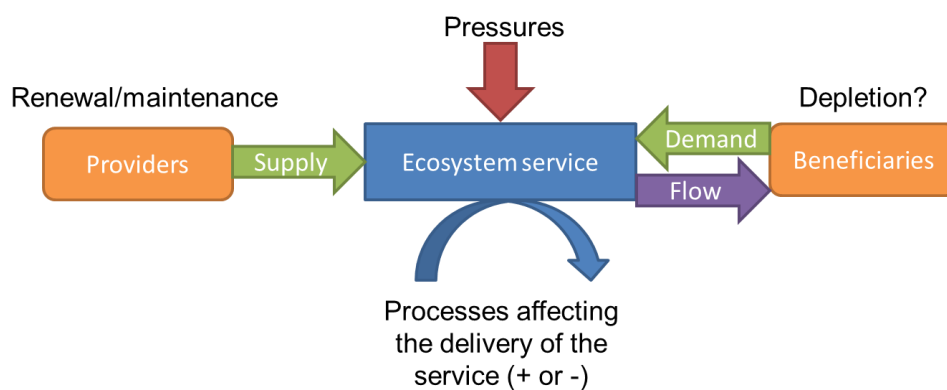 Pressures
Renewal/maintenance
Depletion?
Providers
Supply
Ecosystem service
Demand
Flow
Beneficiaries
Processes affecting
the delivery of the
service (+ or -)